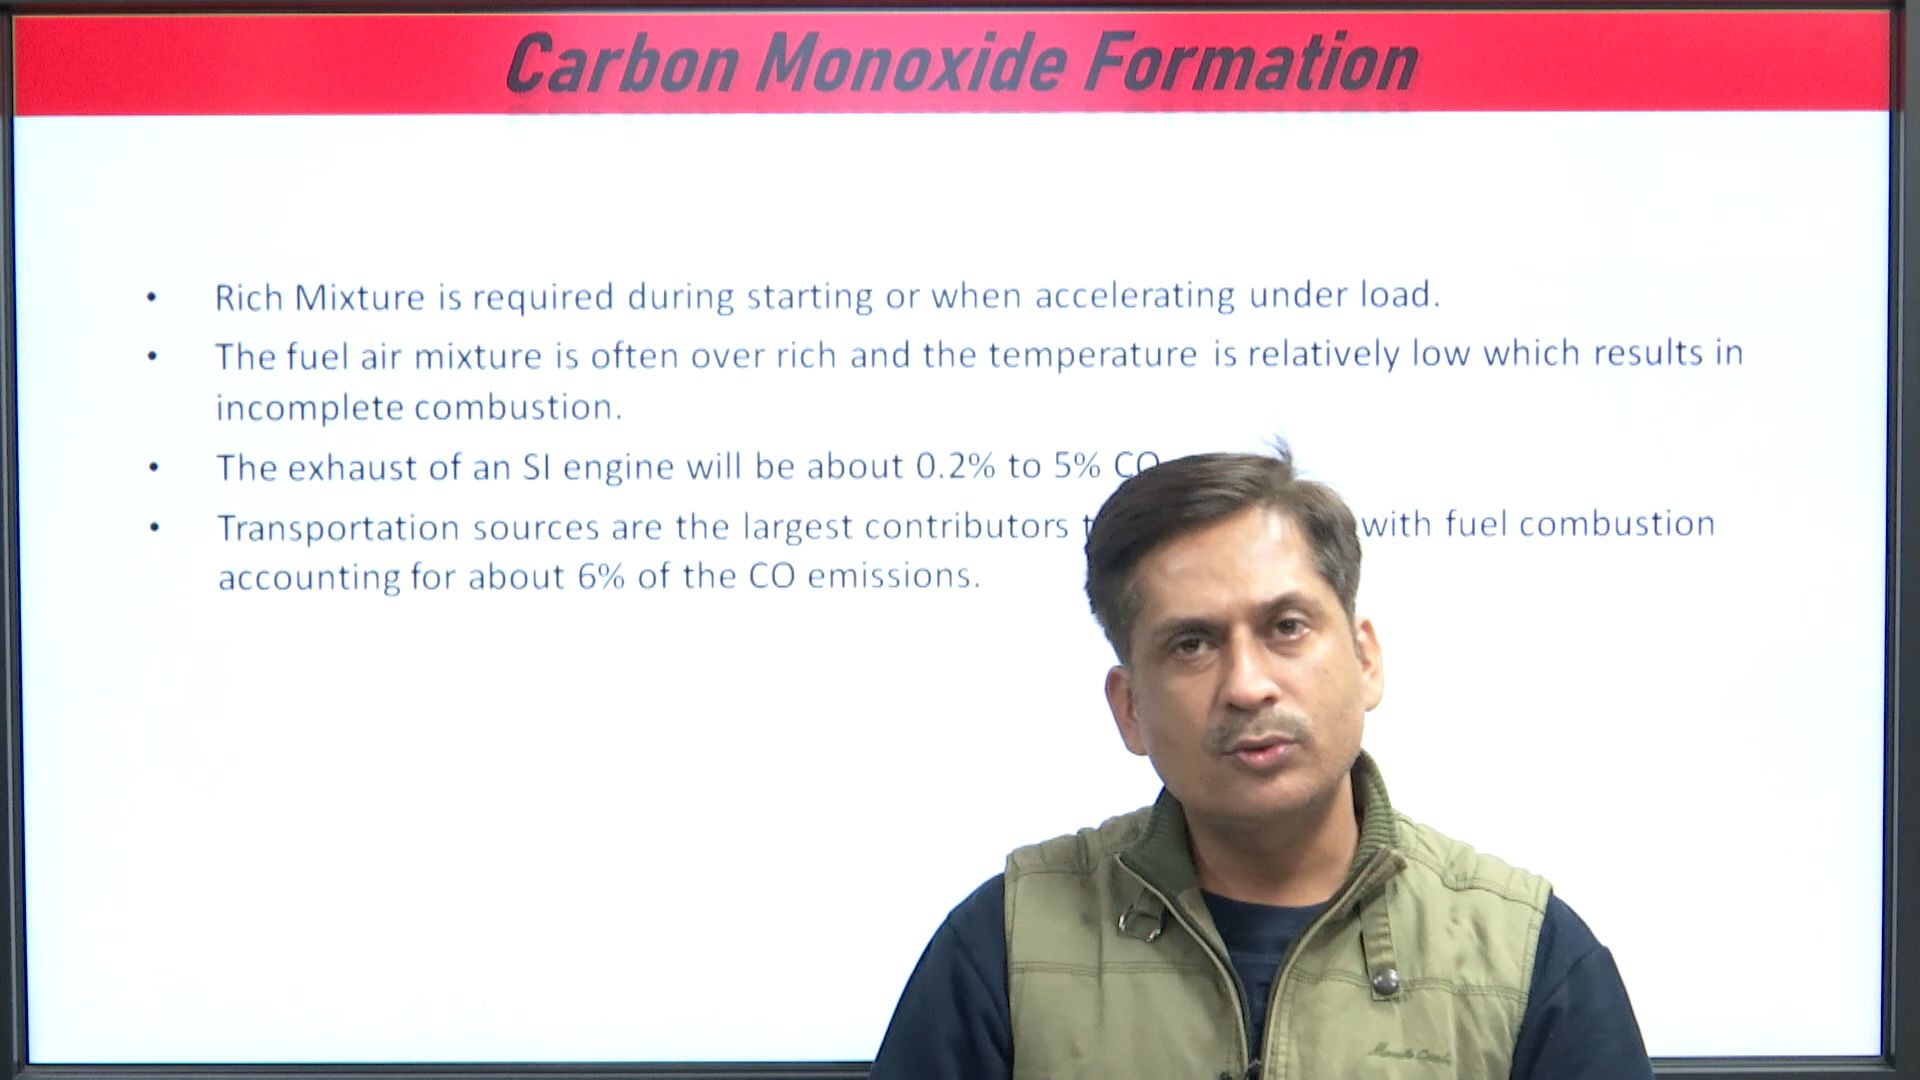 Carbon Monoxide Formation
• Rich Mixture is required during starting or when accelerating under load.
• The fuel air mixture is often over rich and the temperature is relatively low which results in
incomplete combustion.
• The exhaust of an SI engine will be about 0.2% to 5% CO
• Transportation sources are the largest contributors with fuel combustion
accounting for about 6% of the CO emissions.